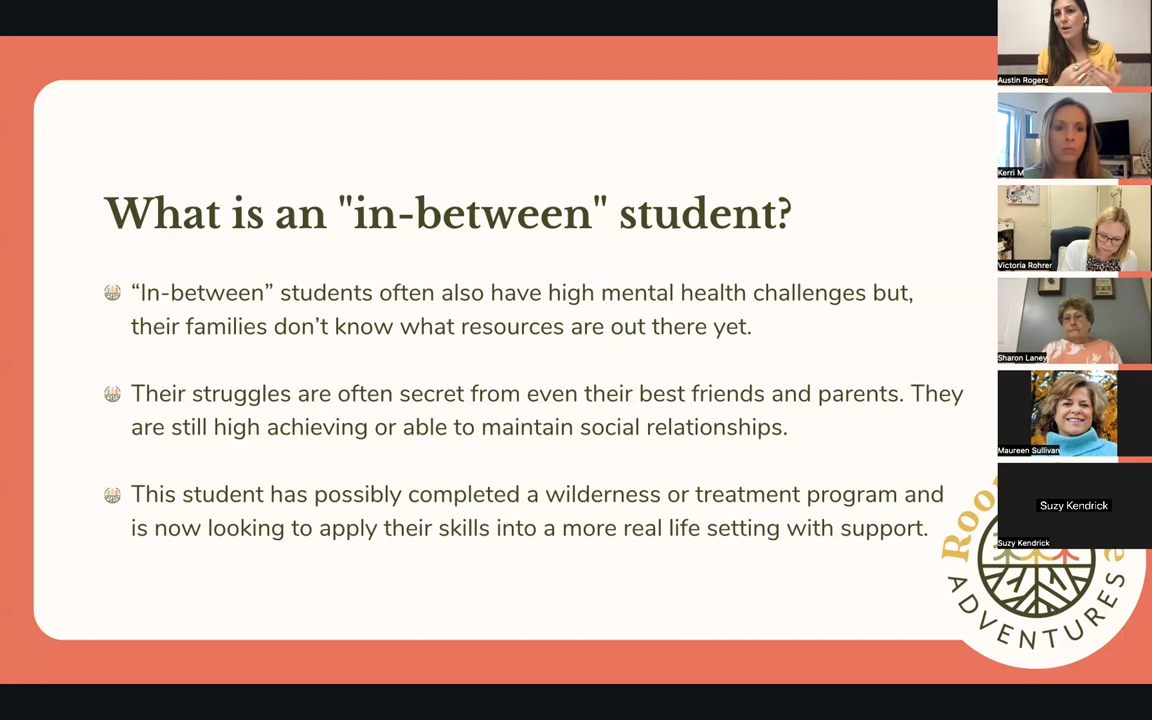 What is an "in-between" student?
“In-between” students often also have high mental health challenges but,
their families don’t know what resources are out there yet.
Their struggles are often secret from even their best friends and parents. They
are still high achieving or able to maintain social relationships.
This student has possibly completed a wilderness or treatment program and
is now looking to apply their skills into a more real life setting with support.
Austin Rogers
Kerri M
Victoria Rohrer
Sharon Laney
Maureen Sullivan
Suzy Kendrick
Suzy Kendrick
ADVENTURES